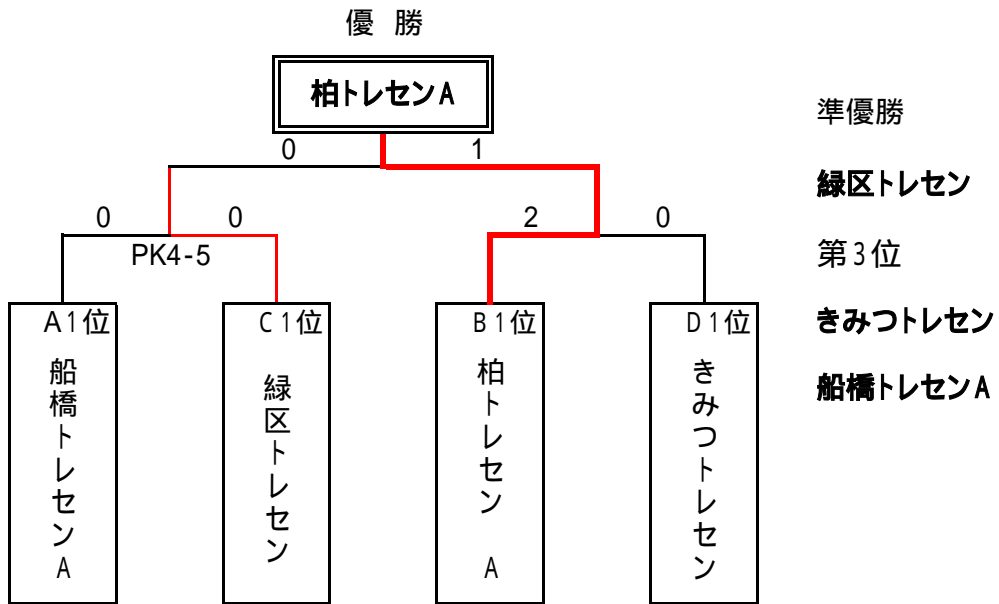 優 勝
柏トレセンA
0 1
0 0 2 0
PK4-5
A1位
船橋トレセンA
C1位
緑区トレセン
B1位
柏トレセン A
D1位
きみつトレセン
準優勝
緑区トレセン
第3位
きみつトレセン
船橋トレセンA